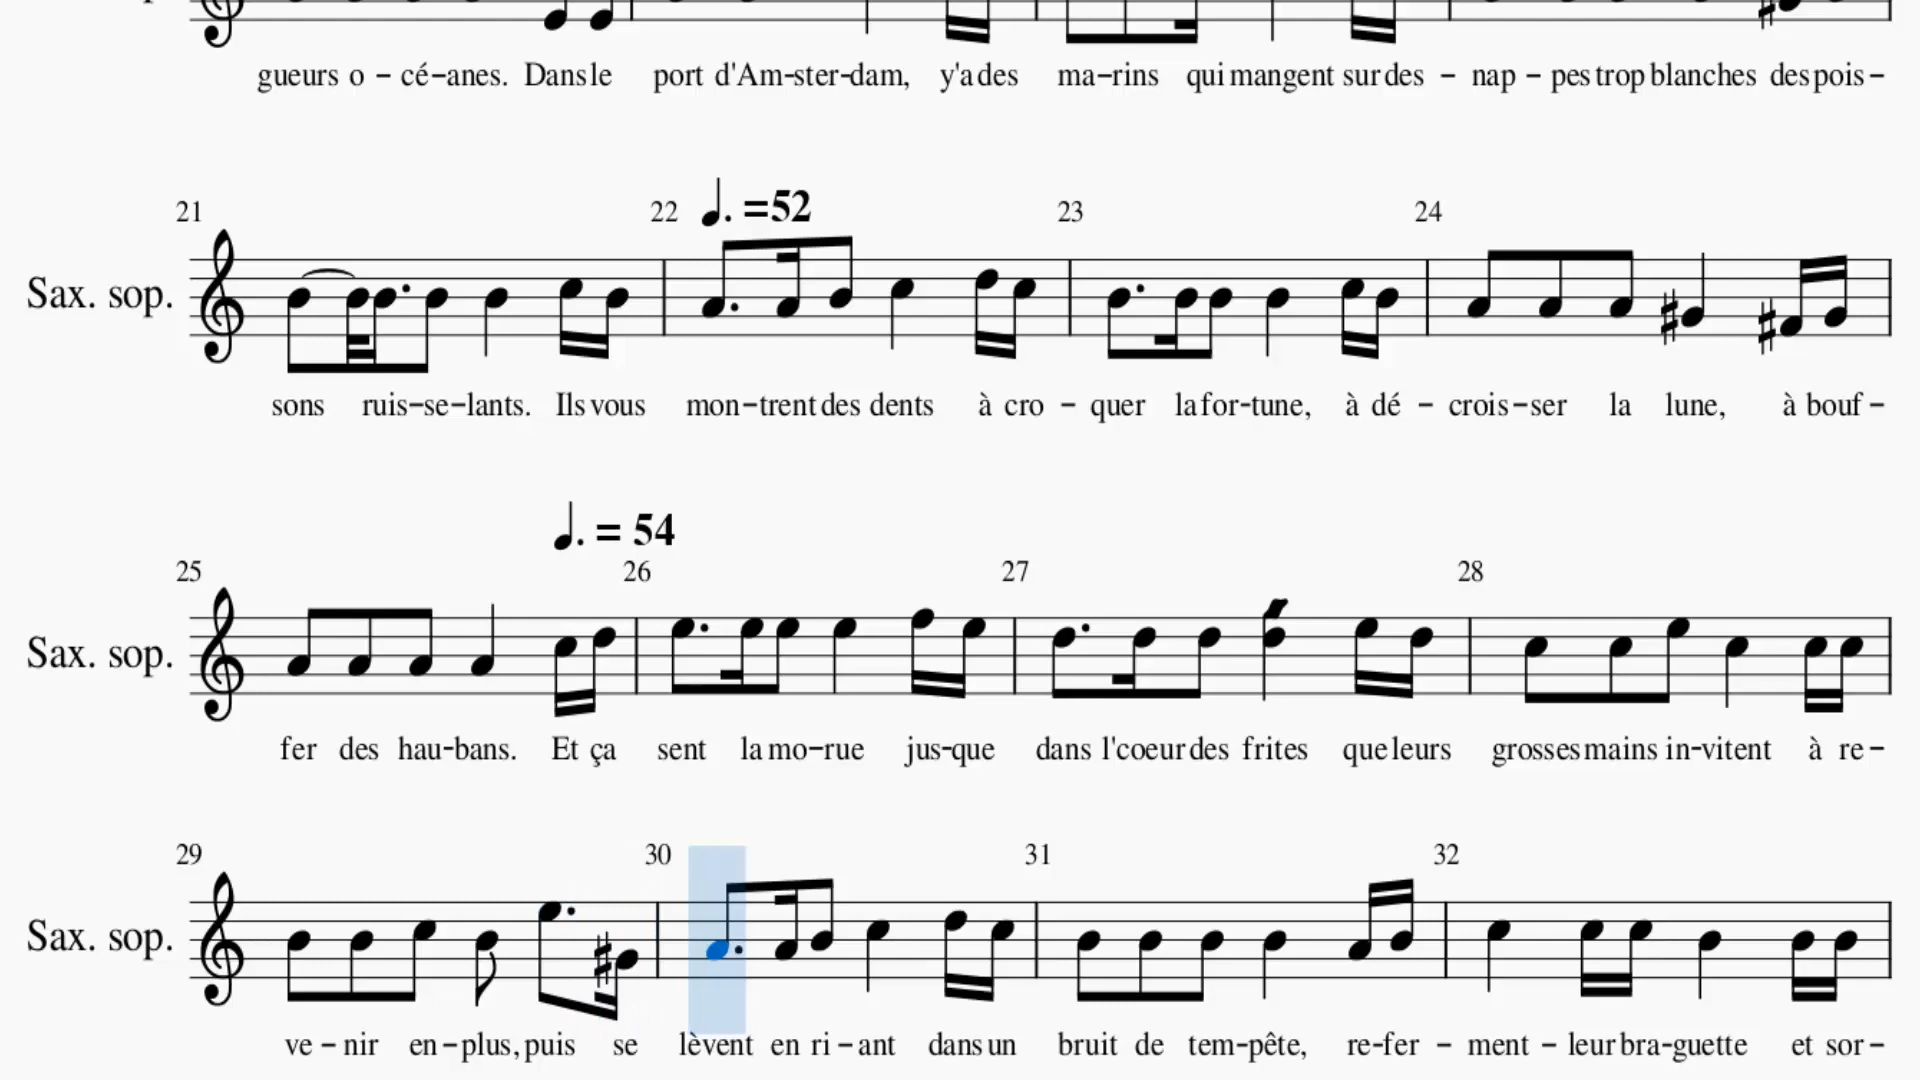 gueurs o – cé–anes. Dans le port d'Am–ster–dam, y'a des ma–rins qui mangent sur des – nap – pes trop blanches des pois –
21 22 ♩. =52 23 24
Sax. sop.
sons ruis–se–lants. Ils vous mon–trent des dents à cro – quer la for–tune, à dé – crois–ser la lune, à bouf –
♩. = 54
25 26 27 28
Sax. sop.
fer des hau–bans. Et ça sent la mo–rue jus–que dans l'coeur des frites que leurs grosses mains in–vitent à re –
29 30 31 32
Sax. sop.
ve – nir en–plus, puis se lèvent en ri – ant dans un bruit de tem–pête, re–fer – ment – leur bra–guette et sor –